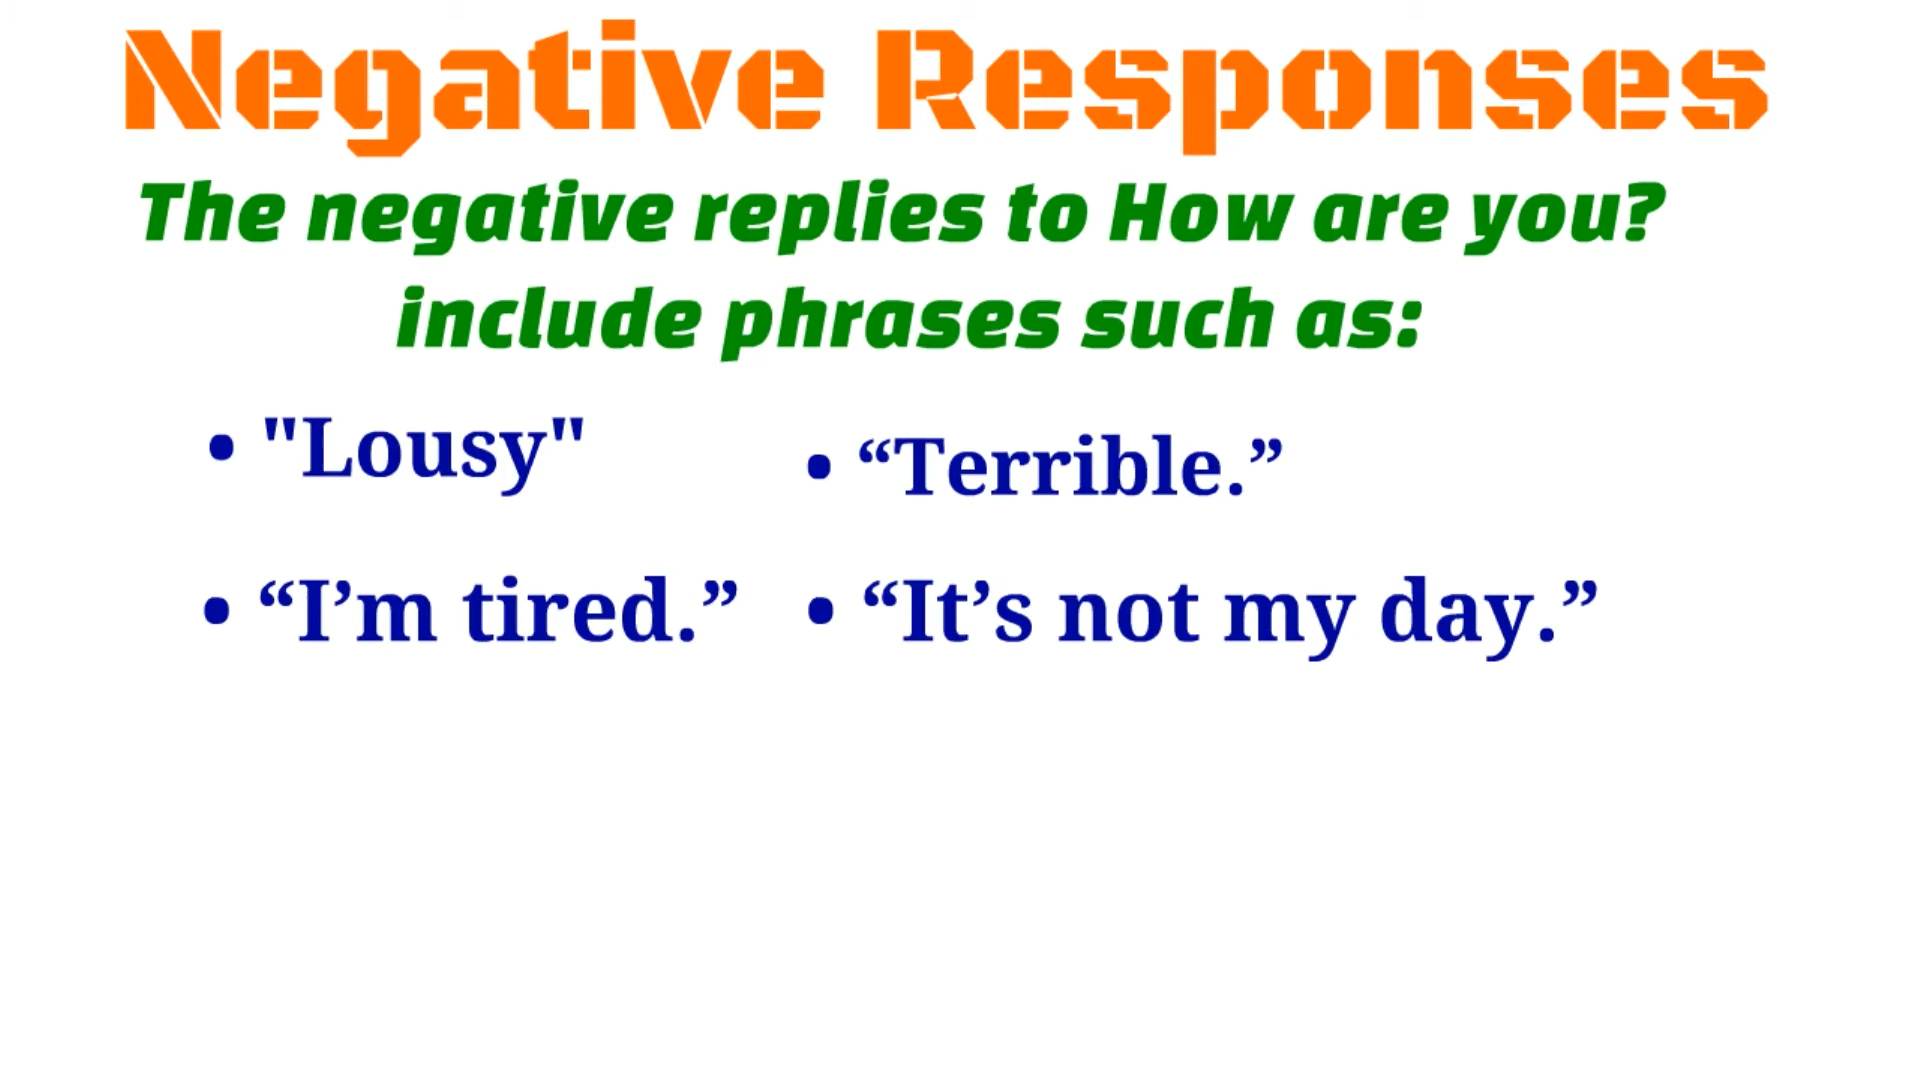 Negative Responses
The negative replies to How are you?
include phrases such as:
• "Lousy"
• “Terrible.”
• “I’m tired.”
• “It’s not my day.”